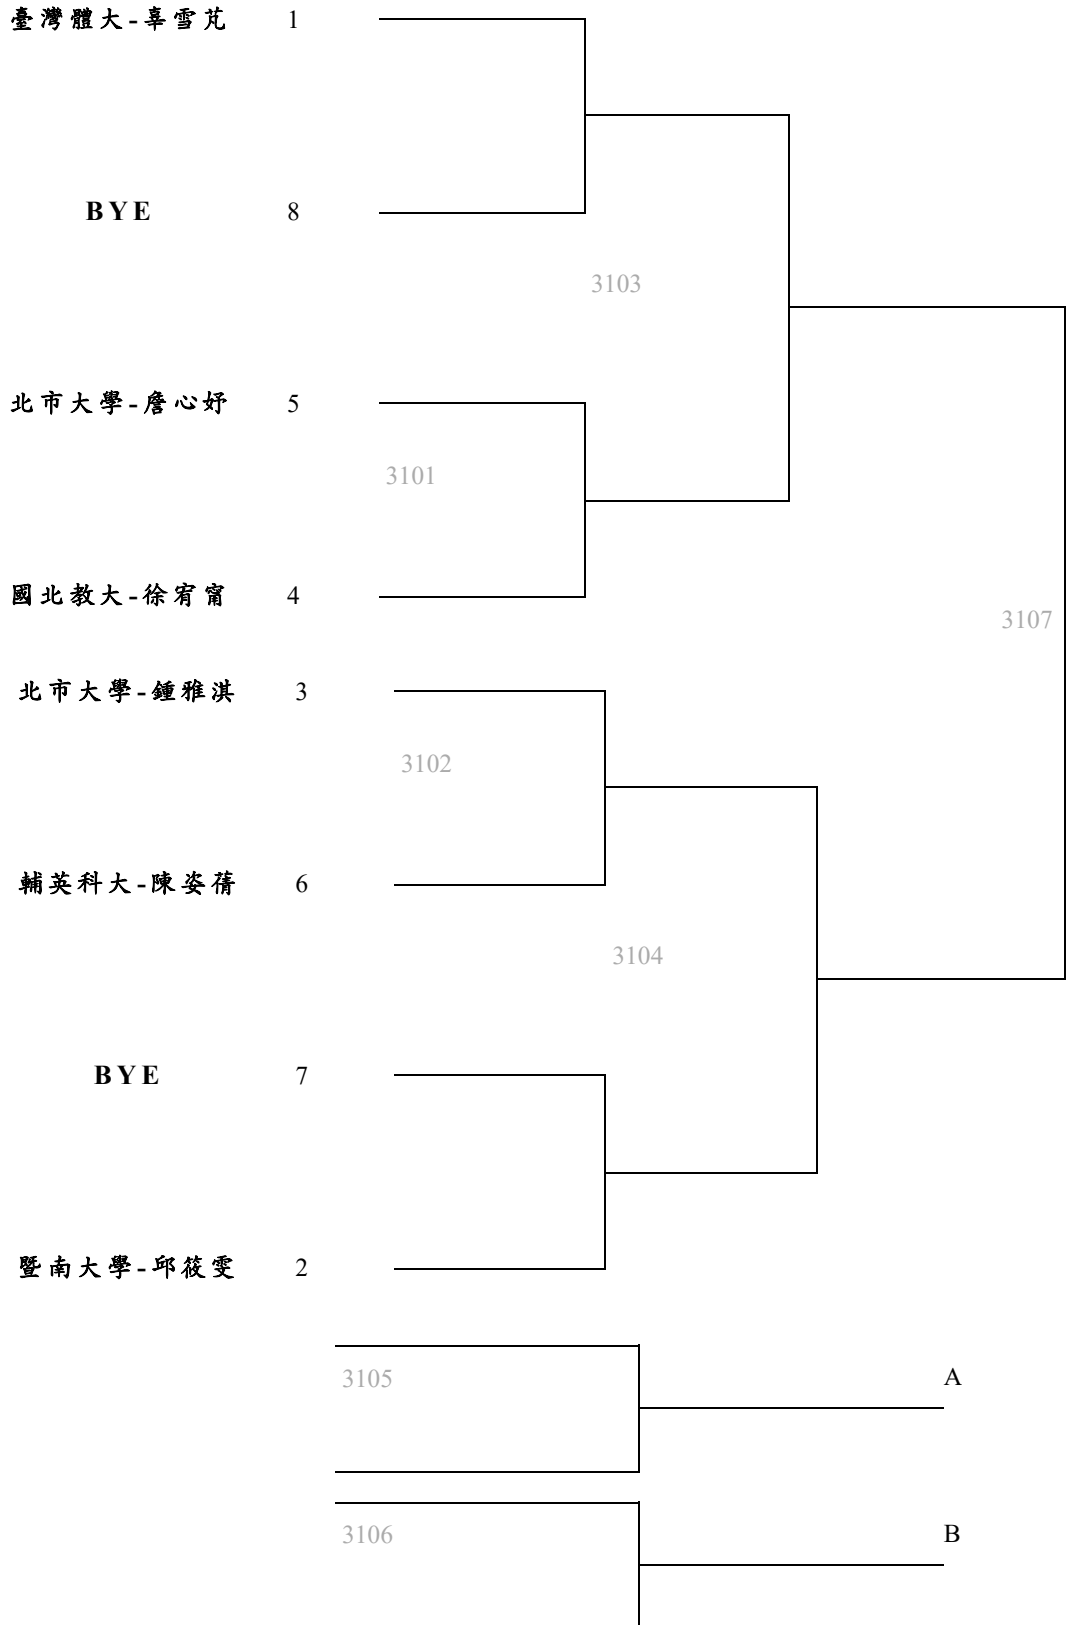 臺灣體大-辜雪芃 1
BYE 8
3103
北市大學-詹心妤 5
3101
國北教大-徐宥甯 4
3107
北市大學-鍾雅淇 3
3102
輔英科大-陳姿蒨 6
3104
BYE 7
暨南大學-邱筱雯 2
3105 A
3106 B